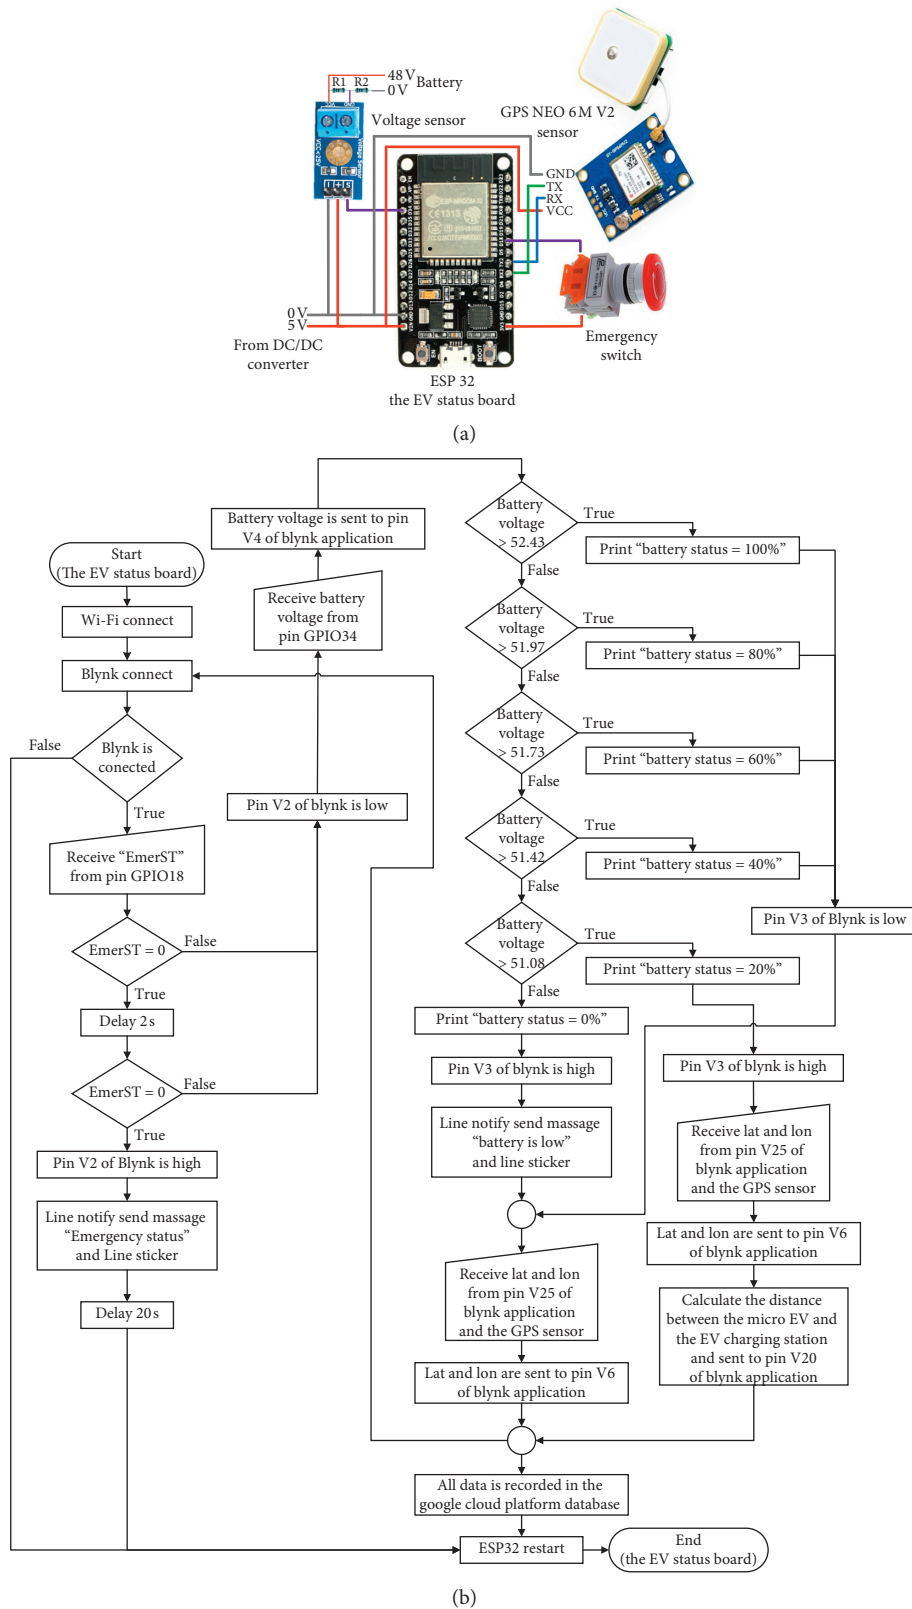 R1
R2
48 V
0 V
Battery
Voltage sensor
GPS NEO 6 M V2
sensor
VCC<25V
Voltage Sensor
GND
TX
RX
VCC
0 V
5 V
From DC/DC
converter
EN
BOOT
ESP 32
the EV status board
Emergency
switch
(a)
Start
(The EV status board)
Wi-Fi connect
Blynk connect
Blynk is
conected
False
True
Receive “EmerST”
from pin GPIO18
EmerST = 0
False
True
Delay 2 s
EmerST = 0
False
True
Pin V2 of Blynk is high
Line notify send massage
“Emergency status”
and Line sticker
Delay 20 s
Pin V2 of blynk is low
Receive battery
voltage from
pin GPIO34
Battery voltage is sent to pin
V4 of blynk application
Battery
voltage
> 52.43
True
Print “battery status = 100%”
False
Battery
voltage
> 51.97
True
Print “battery status = 80%”
False
Battery
voltage
> 51.73
True
Print “battery status = 60%”
False
Battery
voltage
> 51.42
True
Print “battery status = 40%”
False
Pin V3 of Blynk is low
Battery
voltage
> 51.08
True
Print “battery status = 20%”
False
Print “battery status = 0%”
Pin V3 of blynk is high
Line notify send massage
“battery is low”
and line sticker
Receive lat and lon
from pin V25 of
blynk application
and the GPS sensor
Lat and lon are sent to pin V6
of blynk application
Pin V3 of blynk is high
Receive lat and lon
from pin V25 of
blynk application
and the GPS sensor
Lat and lon are sent to pin V6
of blynk application
Calculate the distance
between the micro EV and
the EV charging station
and sent to pin V20
of blynk application
All data is recorded in the
google cloud platform database
ESP32 restart
End
(the EV status board)
(b)